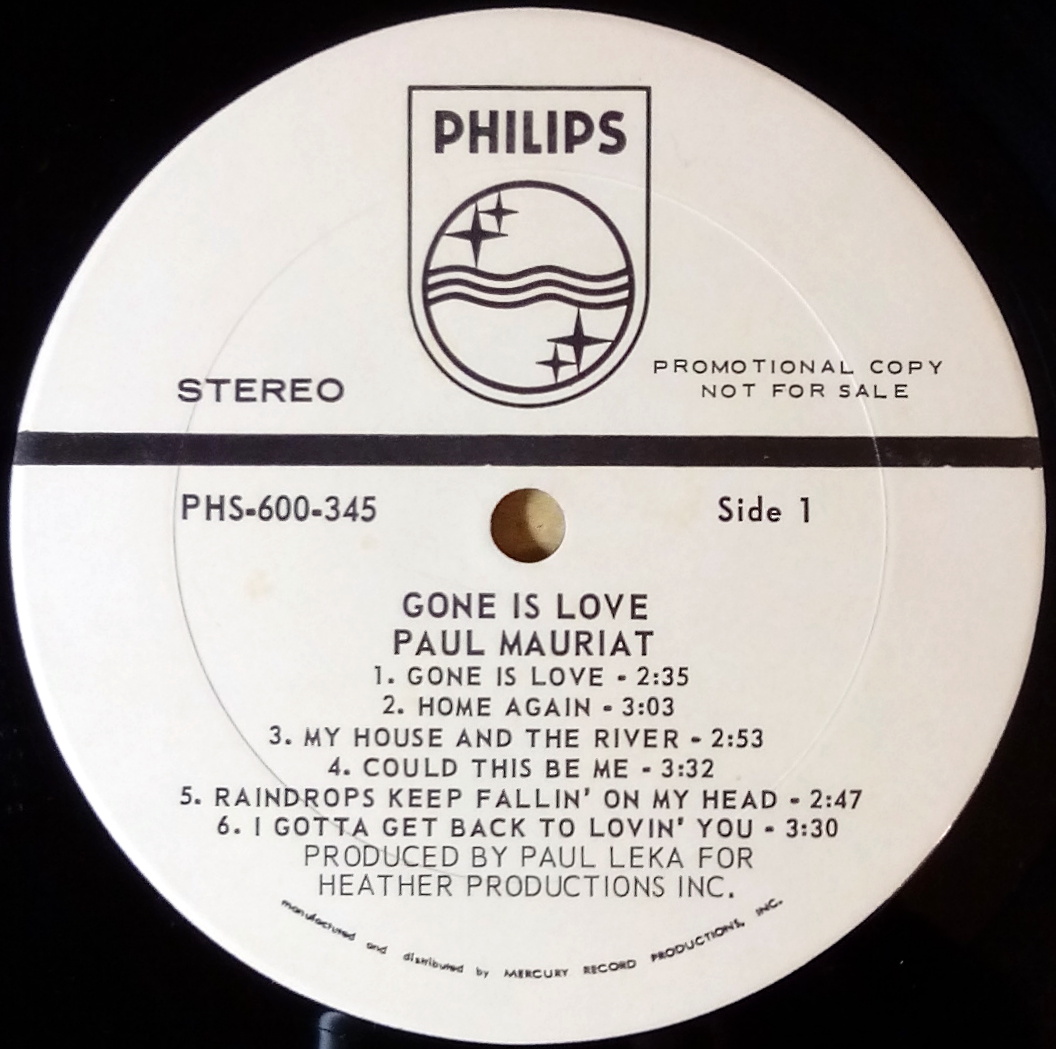 PHILIPS
STEREO
PROMOTIONAL COPY
NOT FOR SALE
PHS-600-345
Side 1
GONE IS LOVE
PAUL MAURIAT
1. GONE IS LOVE - 2:35
2. HOME AGAIN - 3:03
3. MY HOUSE AND THE RIVER - 2:53
4. COULD THIS BE ME - 3:32
5. RAINDROPS KEEP FALLIN' ON MY HEAD - 2:47
6. I GOTTA GET BACK TO LOVIN' YOU - 3:30
PRODUCED BY PAUL LEKA FOR
HEATHER PRODUCTIONS INC.
manufactured and distributed by MERCURY RECORD PRODUCTIONS, INC.